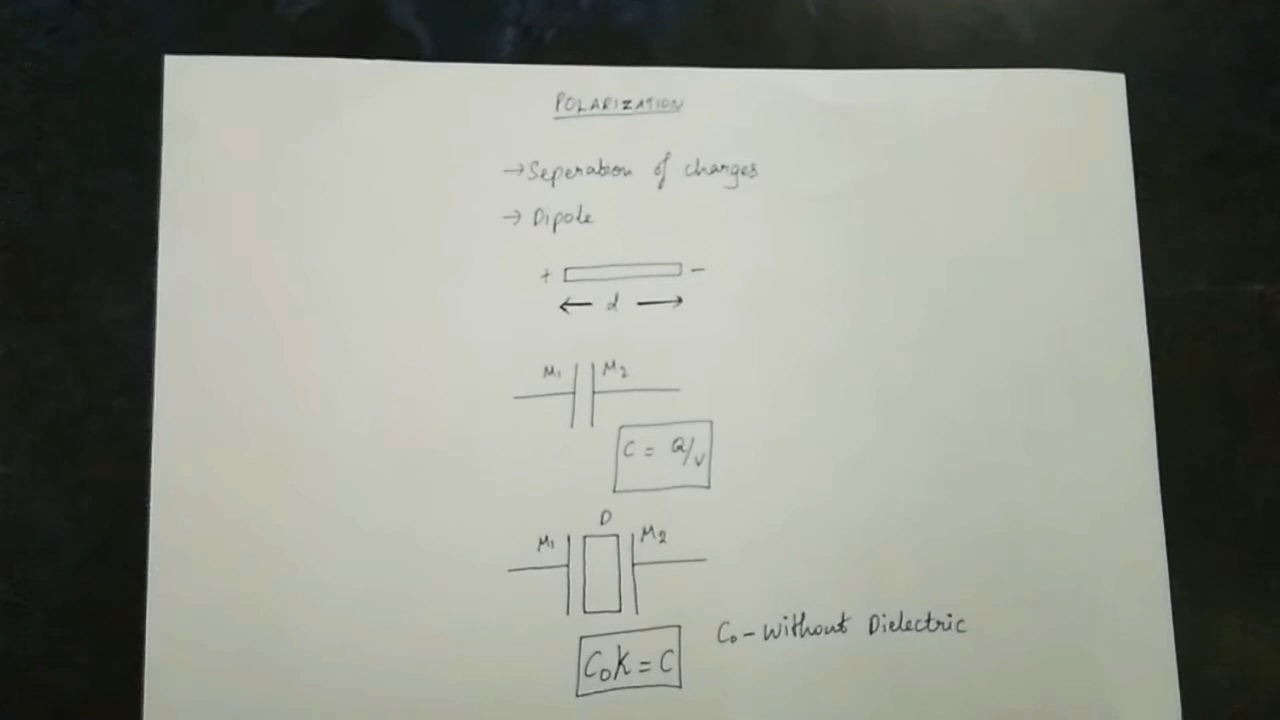 POLARIZATION
→ Seperation of charges
→ Dipole
+ −
← d →
M₁ M₂
C = Q/V
D
M₁ M₂
C₀ - Without Dielectric
C₀K = C